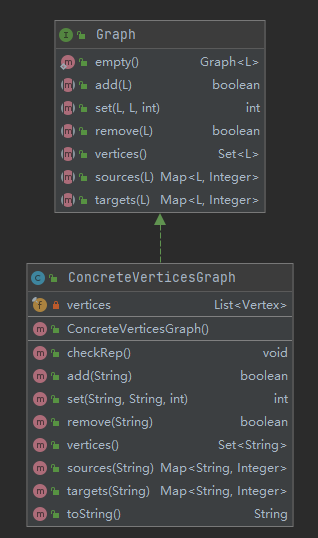 Graph
empty() Graph<L>
add(L) boolean
set(L, L, int) int
remove(L) boolean
vertices() Set<L>
sources(L) Map<L, Integer>
targets(L) Map<L, Integer>
ConcreteVerticesGraph
vertices List<Vertex>
ConcreteVerticesGraph()
checkRep() void
add(String) boolean
set(String, String, int) int
remove(String) boolean
vertices() Set<String>
sources(String) Map<String, Integer>
targets(String) Map<String, Integer>
toString() String